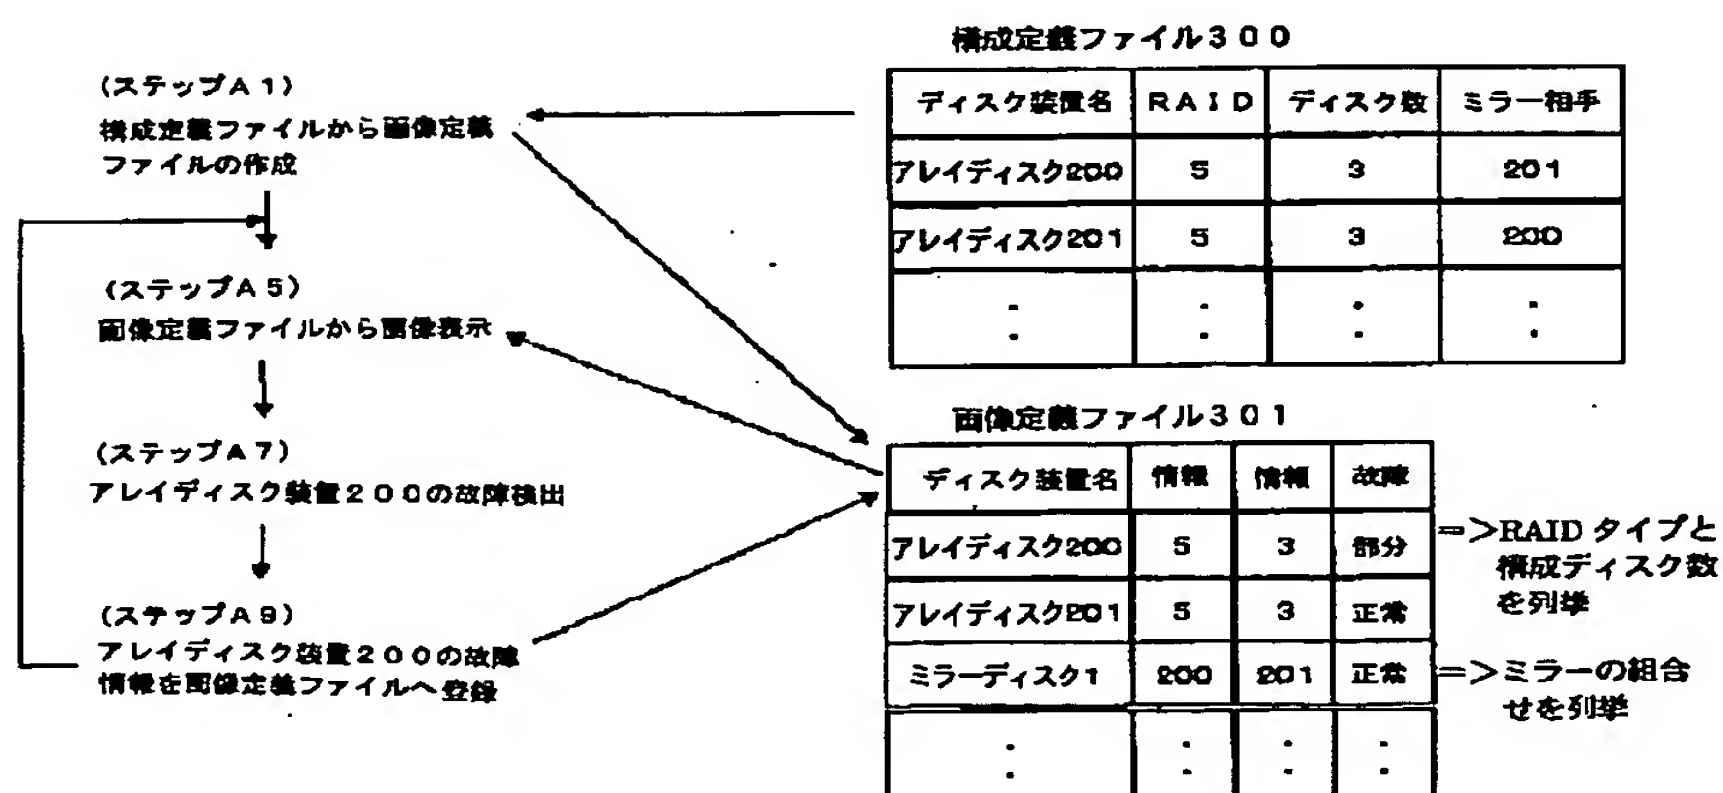 (ステップA1)
構成定義ファイルから画像定義
ファイルの作成
(ステップA5)
画像定義ファイルから画像表示
(ステップA7)
アレイディスク装置200の故障検出
(ステップA9)
アレイディスク装置200の故障
情報を画像定義ファイルへ登録
構成定義ファイル300
ディスク装置名 RAID ディスク数 ミラー相手
アレイディスク200 5 3 201
アレイディスク201 5 3 200
: : : :
画像定義ファイル301
ディスク装置名 情報 情報 故障
アレイディスク200 5 3 部分
アレイディスク201 5 3 正常
ミラーディスク1 200 201 正常
: : : :
=>RAIDタイプと
構成ディスク数
を列挙
=>ミラーの組合
せを列挙